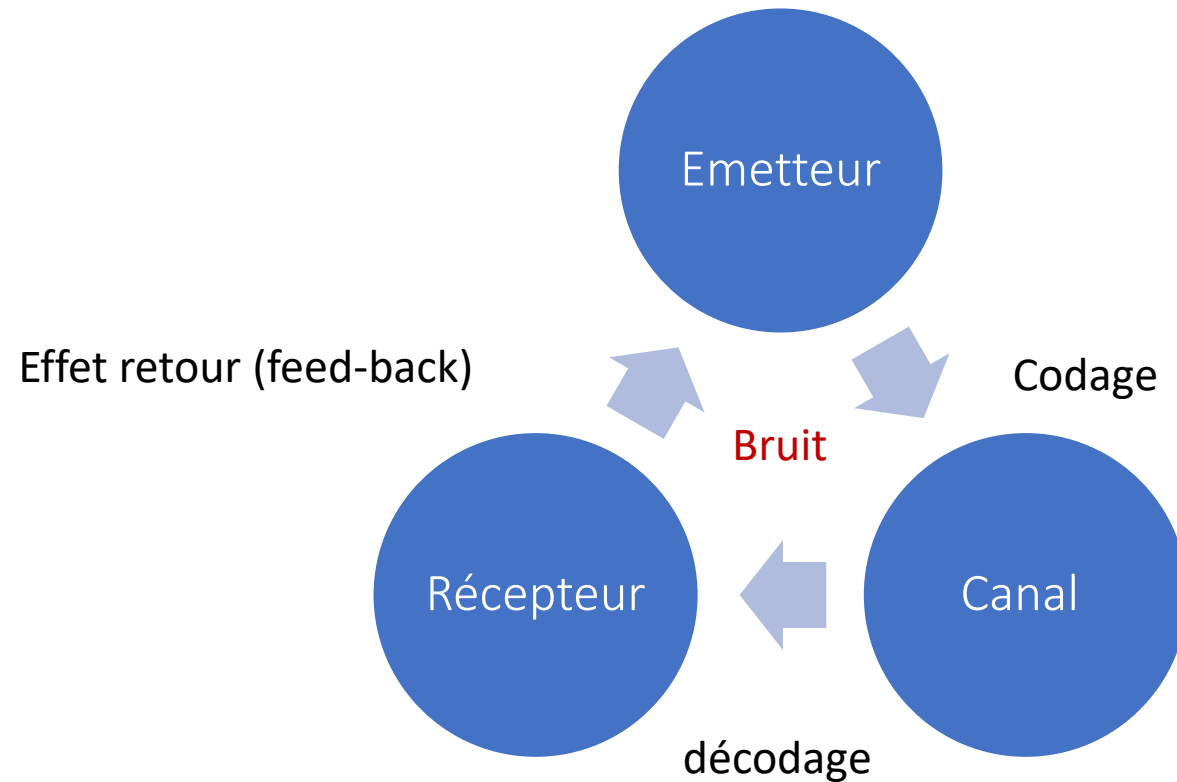 Emetteur
Effet retour (feed-back)
Codage
Bruit
Récepteur
Canal
décodage